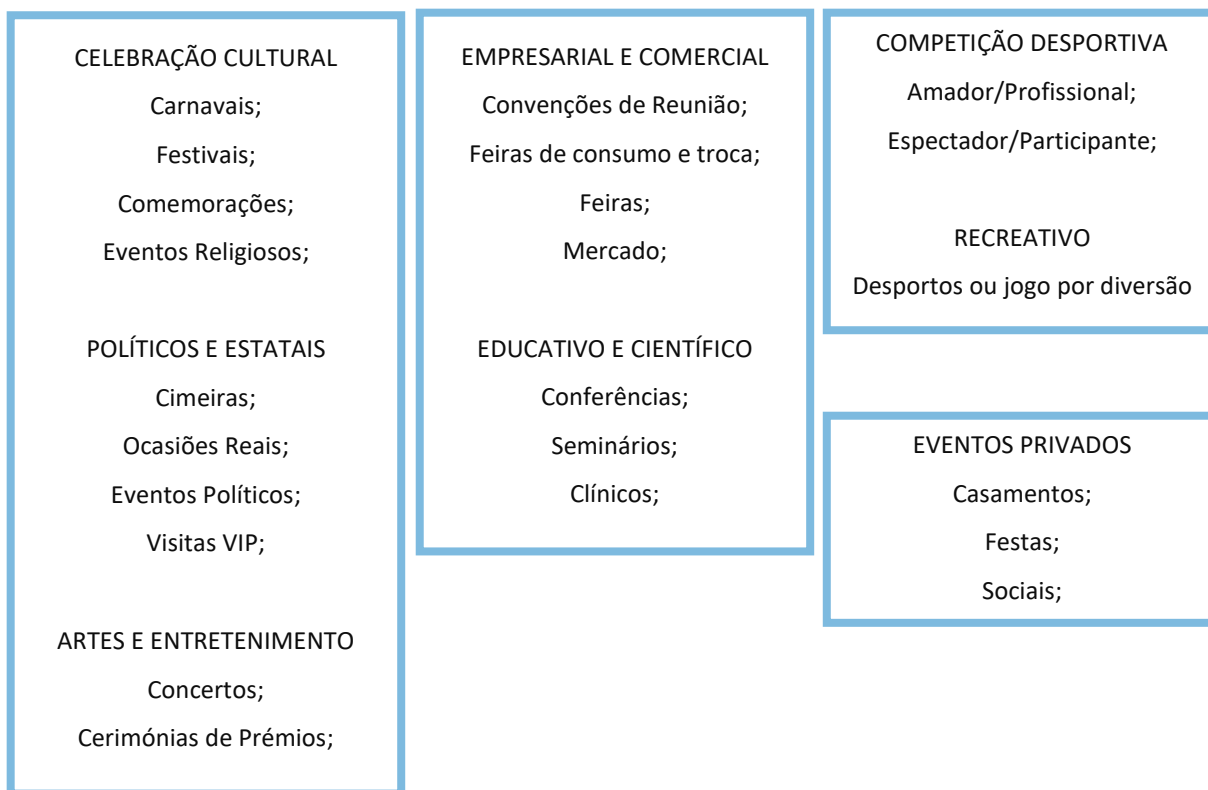 CELEBRAÇÃO CULTURAL
Carnavais;
Festivais;
Comemorações;
Eventos Religiosos;
POLÍTICOS E ESTATAIS
Cimeiras;
Ocasiões Reais;
Eventos Políticos;
Visitas VIP;
ARTES E ENTRETENIMENTO
Concertos;
Cerimónias de Prémios;
EMPRESARIAL E COMERCIAL
Convenções de Reunião;
Feiras de consumo e troca;
Feiras;
Mercado;
EDUCATIVO E CIENTÍFICO
Conferências;
Seminários;
Clínicos;
COMPETIÇÃO DESPORTIVA
Amador/Profissional;
Espectador/Participante;
RECREATIVO
Desportos ou jogo por diversão
EVENTOS PRIVADOS
Casamentos;
Festas;
Sociais;